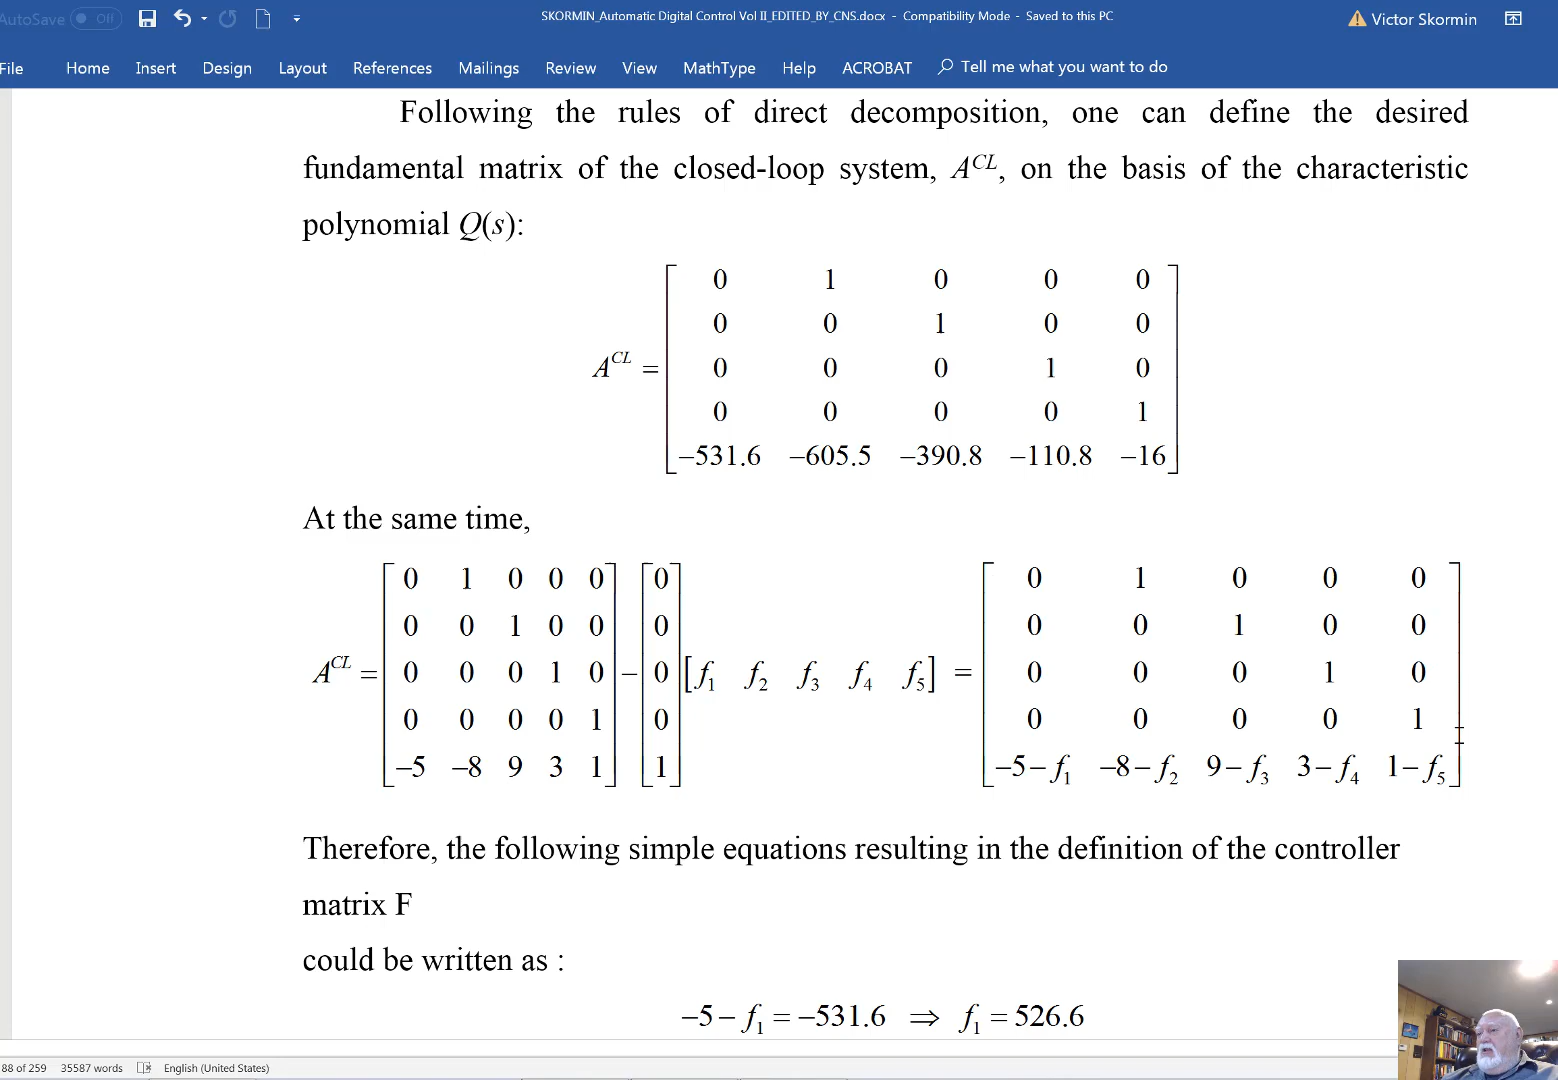 AutoSave Off SKORMIN_Automatic Digital Control Vol II_EDITED_BY_CNS.docx - Compatibility Mode - Saved to this PC Victor Skormin
File Home Insert Design Layout References Mailings Review View MathType Help ACROBAT Tell me what you want to do
Following the rules of direct decomposition, one can define the desired
fundamental matrix of the closed-loop system, A^CL, on the basis of the characteristic
polynomial Q(s):
0 1 0 0 0
0 0 1 0 0
A^CL = 0 0 0 1 0
0 0 0 0 1
−531.6 −605.5 −390.8 −110.8 −16
At the same time,
0 1 0 0 0 0 0 1 0 0 0
0 0 1 0 0 0 0 0 1 0 0
A^CL = 0 0 0 1 0 − 0 [f₁ f₂ f₃ f₄ f₅] = 0 0 0 1 0
0 0 0 0 1 0 0 0 0 0 1
−5 −8 9 3 1 1 −5−f₁ −8−f₂ 9−f₃ 3−f₄ 1−f₅
Therefore, the following simple equations resulting in the definition of the controller
matrix F
could be written as :
−5−f₁ = −531.6 ⇒ f₁ = 526.6
88 of 259 35587 words English (United States)